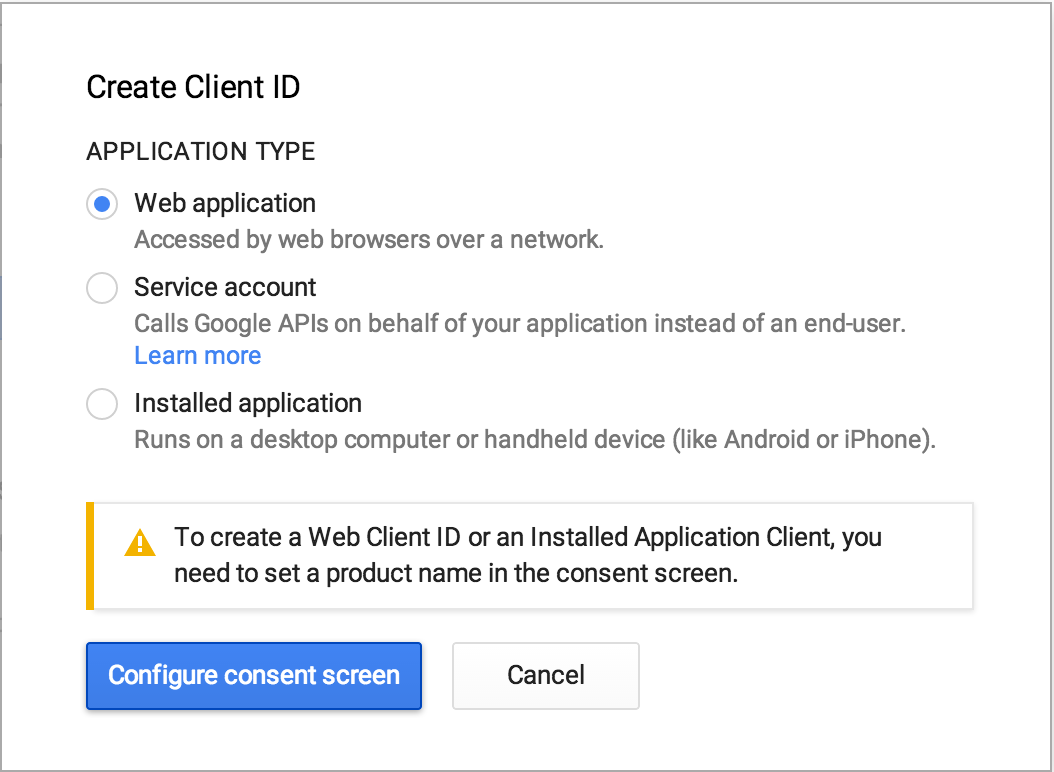 Create Client ID
APPLICATION TYPE
Web application
Accessed by web browsers over a network.
Service account
Calls Google APIs on behalf of your application instead of an end-user.
Learn more
Installed application
Runs on a desktop computer or handheld device (like Android or iPhone).
To create a Web Client ID or an Installed Application Client, you
need to set a product name in the consent screen.
Configure consent screen
Cancel